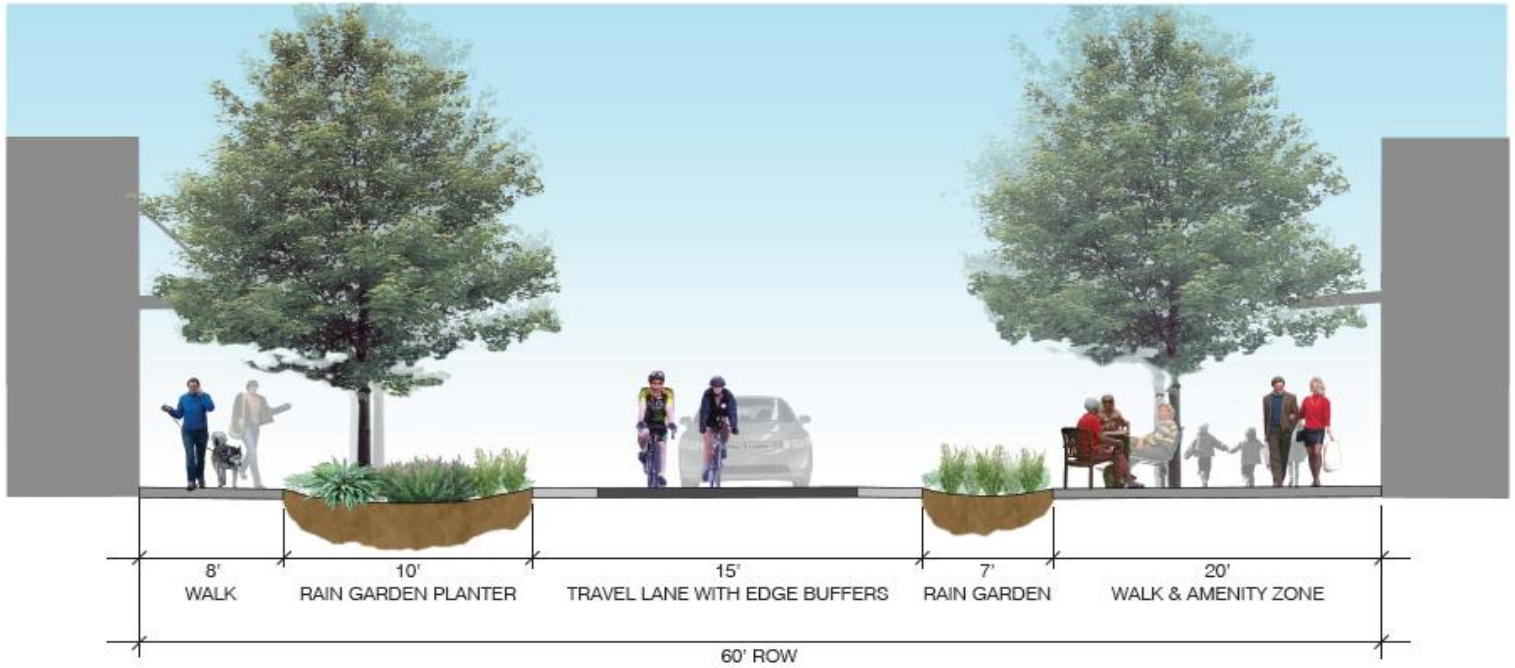 8' 10' 15' 7' 20'
WALK RAIN GARDEN PLANTER TRAVEL LANE WITH EDGE BUFFERS RAIN GARDEN WALK & AMENITY ZONE
60' ROW